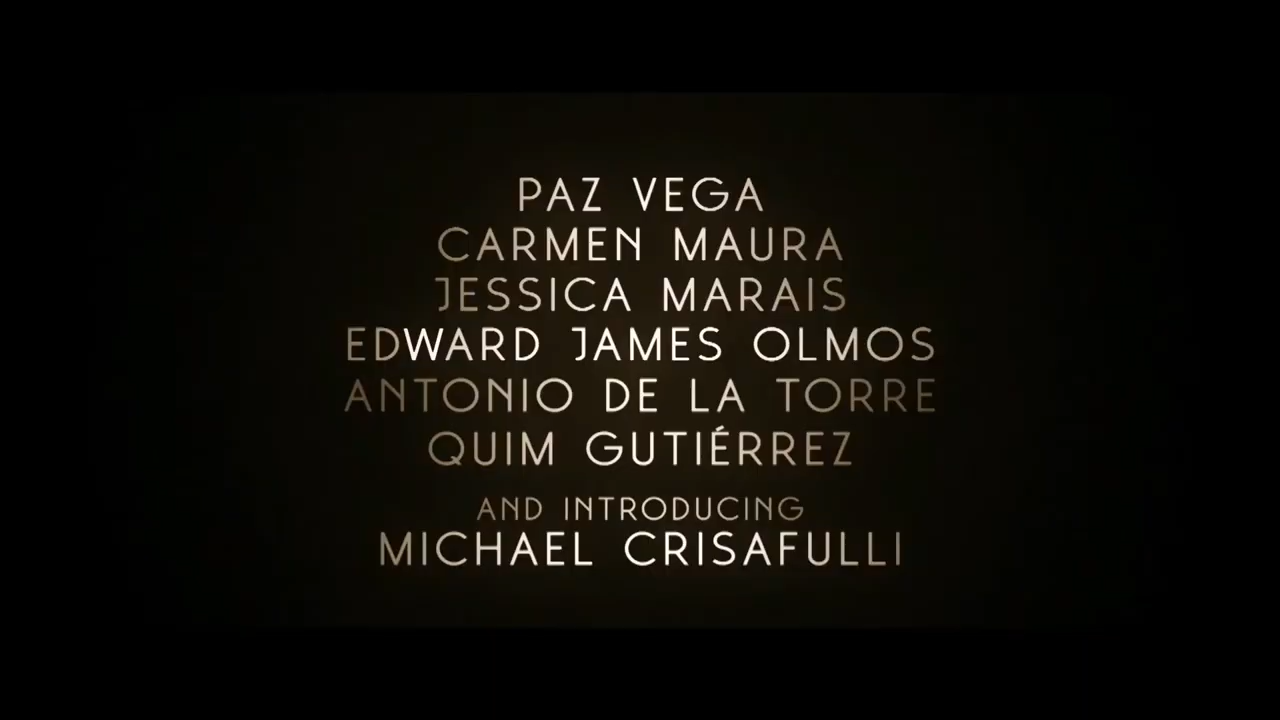 PAZ VEGA
CARMEN MAURA
JESSICA MARAIS
EDWARD JAMES OLMOS
ANTONIO DE LA TORRE
QUIM GUTIÉRREZ
AND INTRODUCING
MICHAEL CRISAFULLI